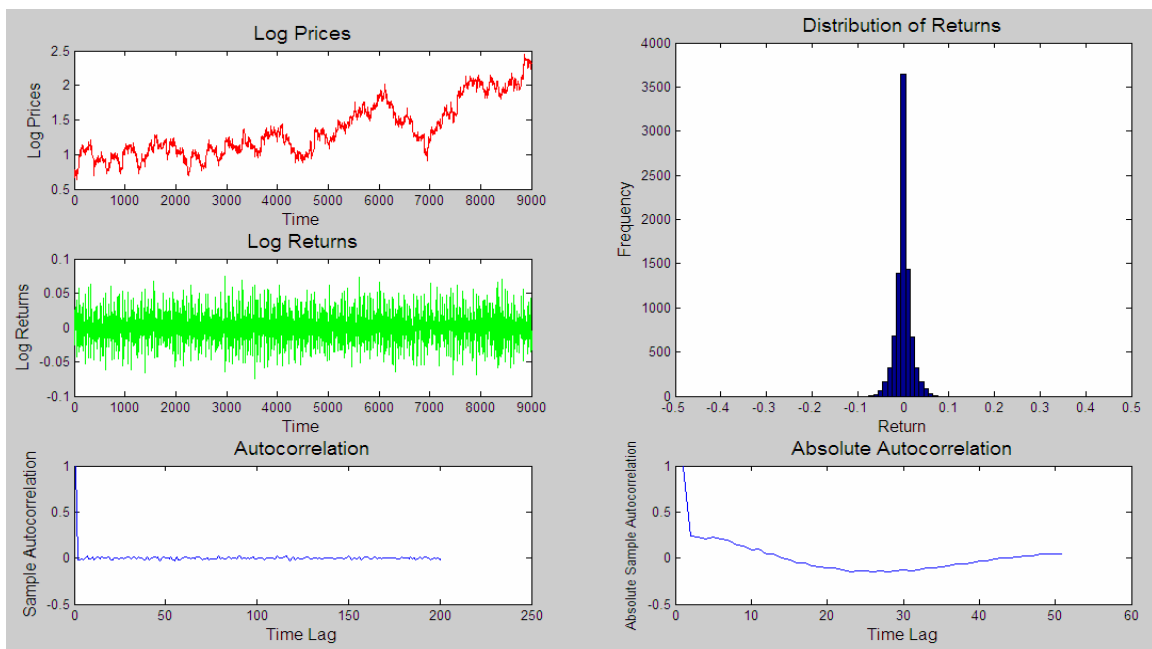 Log Prices
2.5
2
1.5
1
0.5
Log Prices
0 1000 2000 3000 4000 5000 6000 7000 8000 9000
Time
Log Returns
0.1
0.05
0
-0.05
-0.1
Log Returns
0 1000 2000 3000 4000 5000 6000 7000 8000 9000
Time
Autocorrelation
1
0.5
0
-0.5
Sample Autocorrelation
0 50 100 150 200 250
Time Lag
Distribution of Returns
4000
3500
3000
2500
2000
1500
1000
500
0
Frequency
-0.5 -0.4 -0.3 -0.2 -0.1 0 0.1 0.2 0.3 0.4 0.5
Return
Absolute Autocorrelation
1
0.5
0
-0.5
Absolute Sample Autocorrelation
0 10 20 30 40 50 60
Time Lag